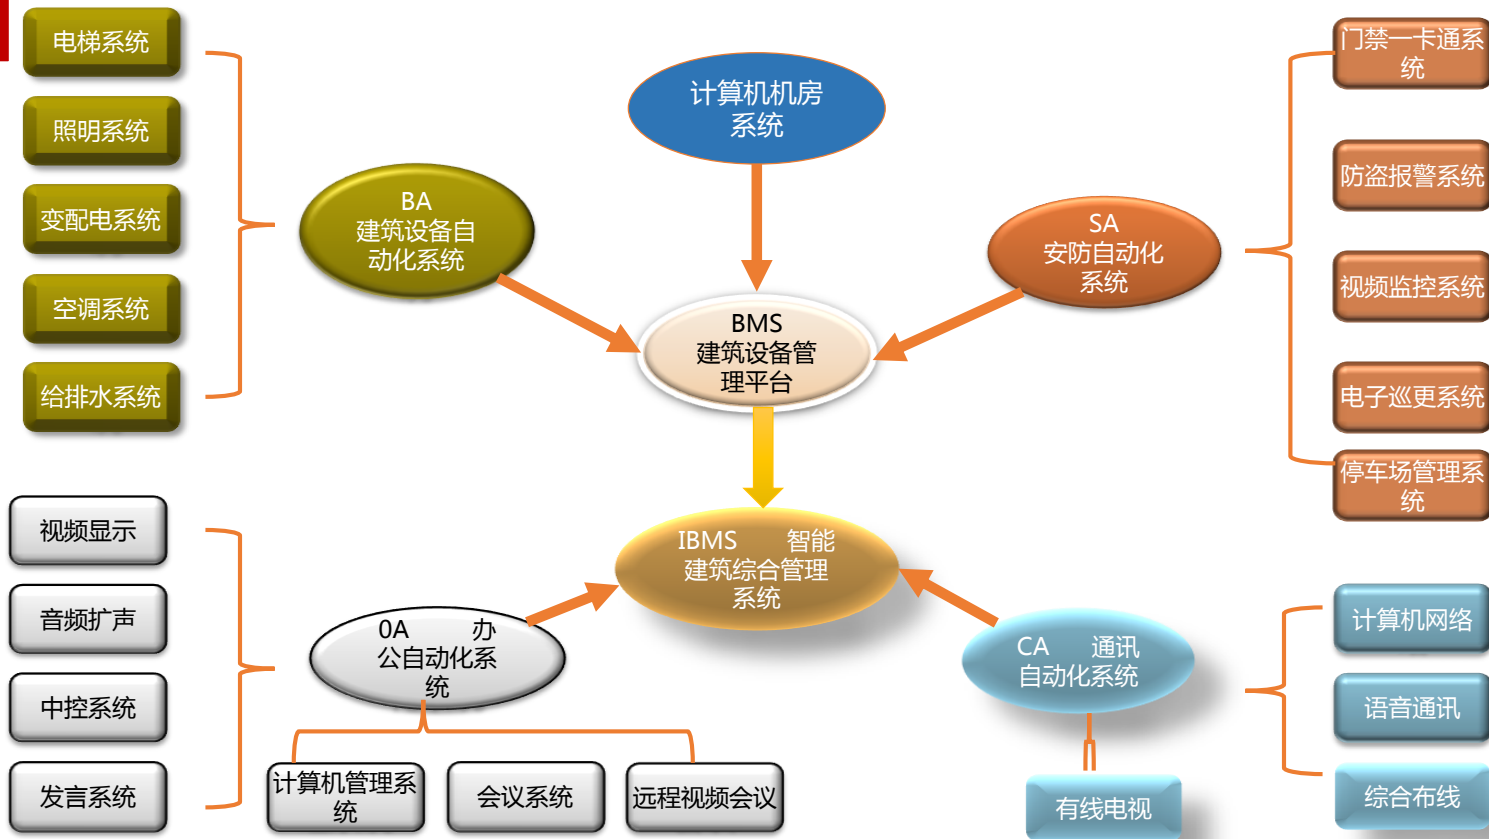 电梯系统
照明系统
变配电系统
空调系统
给排水系统
BA
建筑设备自
动化系统
计算机机房
系统
SA
安防自动化
系统
门禁一卡通系
统
防盗报警系统
视频监控系统
电子巡更系统
停车场管理系
统
BMS
建筑设备管
理平台
IBMS 智能
建筑综合管理
系统
视频显示
音频扩声
中控系统
发言系统
0A 办
公自动化系
统
计算机管理系
统
会议系统
远程视频会议
CA 通讯
自动化系统
有线电视
计算机网络
语音通讯
综合布线